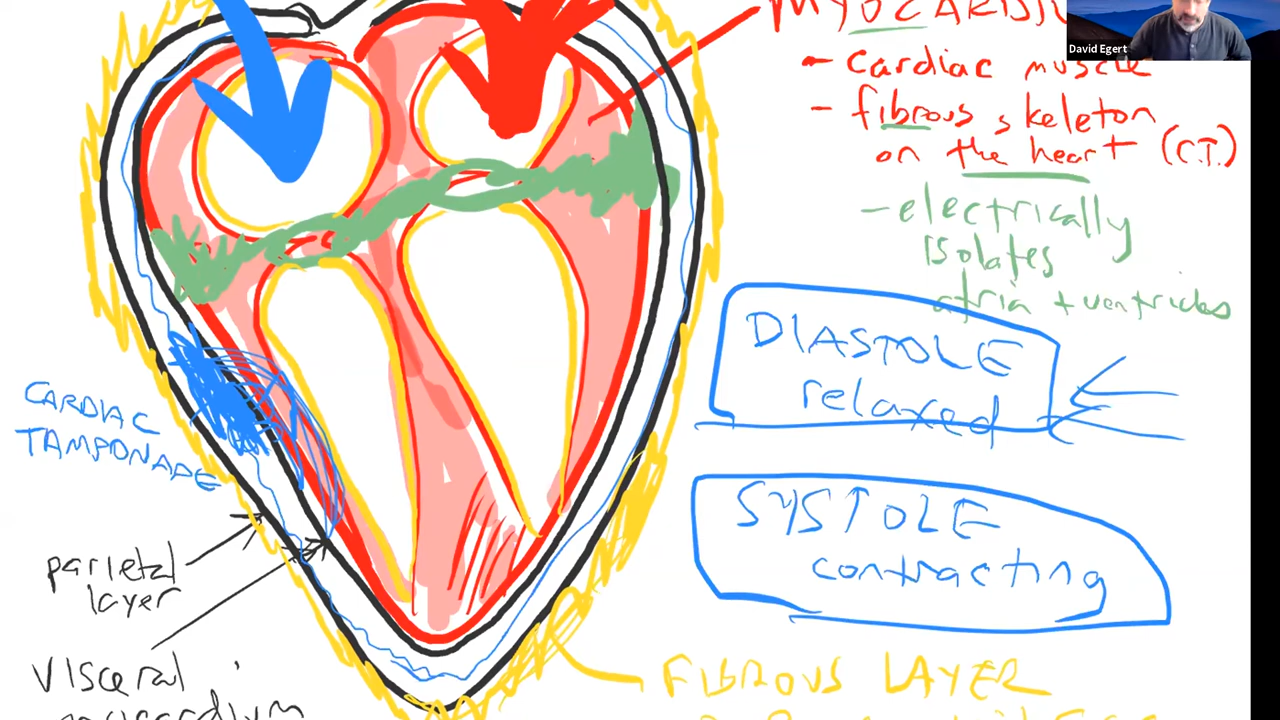 David Egert
- cardiac muscle
- fibrous skeleton
on the heart (C.T.)
- electrically
isolates
atria + ventricles
DIASTOLE
relaxed
SYSTOLE
contracting
CARDIAC
TAMPONADE
parietal
layer
visceral
FIBROUS LAYER